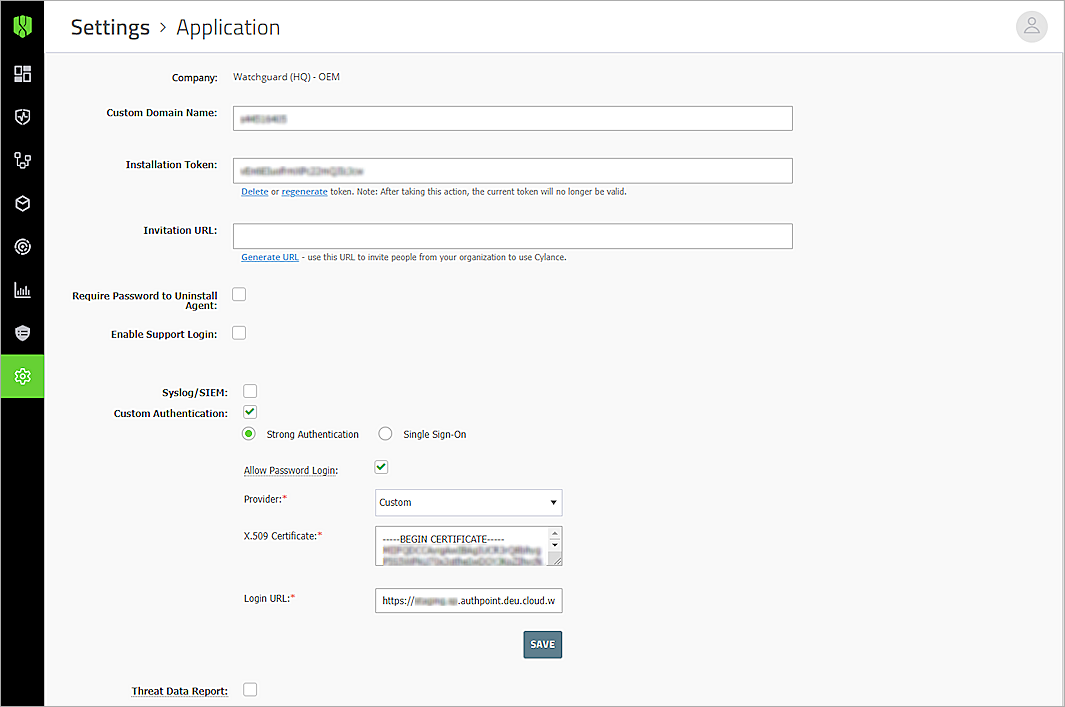 Settings › Application
Company: Watchguard (HQ) - OEM
Custom Domain Name:
Installation Token:
Delete or regenerate token. Note: After taking this action, the current token will no longer be valid.
Invitation URL:
Generate URL - use this URL to invite people from your organization to use Cylance.
Require Password to Uninstall
Agent:
Enable Support Login:
Syslog/SIEM:
Custom Authentication:
Strong Authentication Single Sign-On
Allow Password Login:
Provider:* Custom
X.509 Certificate:* -----BEGIN CERTIFICATE-----
Login URL:* https:// .authpoint.deu.cloud.w
SAVE
Threat Data Report: